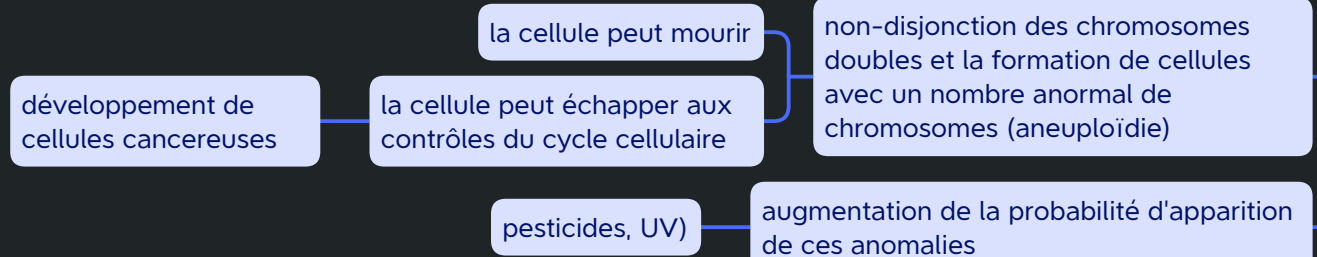 la cellule peut mourir
non-disjonction des chromosomes
doubles et la formation de cellules
avec un nombre anormal de
chromosomes (aneuploïdie)
développement de
cellules cancereuses
la cellule peut échapper aux
contrôles du cycle cellulaire
pesticides, UV)
augmentation de la probabilité d'apparition
de ces anomalies